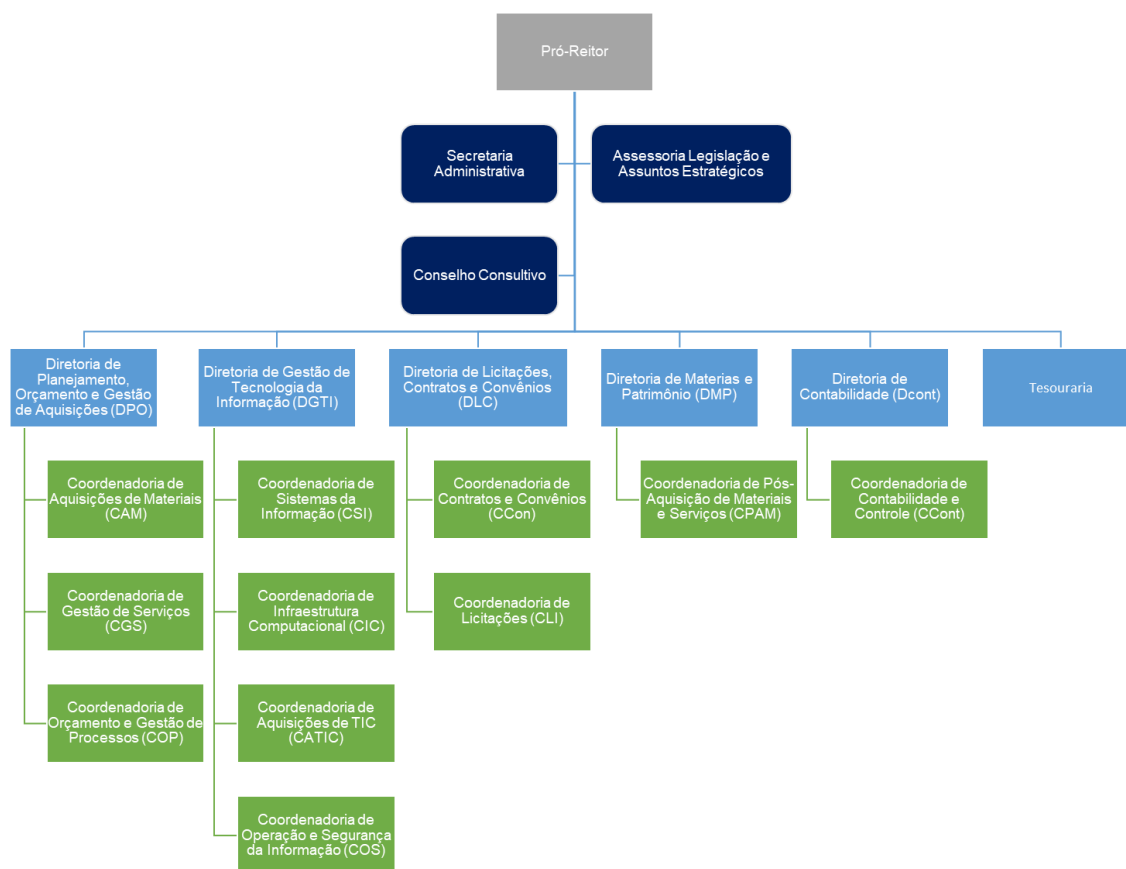 Pró-Reitor
Secretaria
Administrativa
Assessoria Legislação e
Assuntos Estratégicos
Conselho Consultivo
Diretoria de
Planejamento,
Orçamento e Gestão
de Aquisições (DPO)
Diretoria de Gestão de
Tecnologia da
Informação (DGTI)
Diretoria de Licitações,
Contratos e Convênios
(DLC)
Diretoria de Materias e
Patrimônio (DMP)
Diretoria de
Contabilidade (Dcont)
Tesouraria
Coordenadoria de
Aquisições de Materiais
(CAM)
Coordenadoria de
Sistemas da
Informação (CSI)
Coordenadoria de
Contratos e Convênios
(CCon)
Coordenadoria de Pós-
Aquisição de Materiais
e Serviços (CPAM)
Coordenadoria de
Contabilidade e
Controle (CCont)
Coordenadoria de
Gestão de Serviços
(CGS)
Coordenadoria de
Infraestrutura
Computacional (CIC)
Coordenadoria de
Licitações (CLI)
Coordenadoria de
Orçamento e Gestão de
Processos (COP)
Coordenadoria de
Aquisições de TIC
(CATIC)
Coordenadoria de
Operação e Segurança
da Informação (COS)